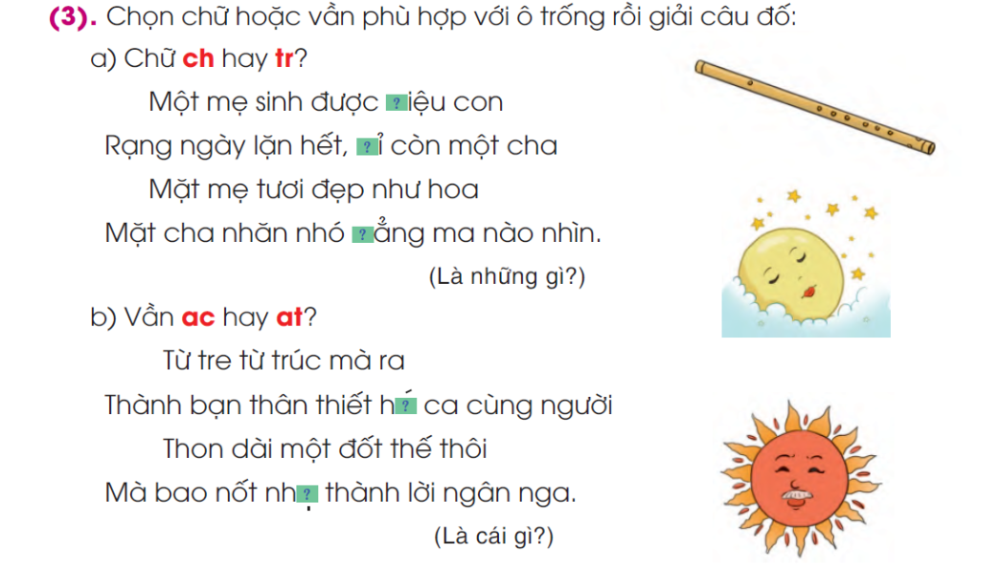 (3). Chọn chữ hoặc vần phù hợp với ô trống rồi giải câu đố:
a) Chữ ch hay tr?
Một mẹ sinh được ?iệu con
Rạng ngày lặn hết, ?ỉ còn một cha
Mặt mẹ tươi đẹp như hoa
Mặt cha nhăn nhó ?ẳng ma nào nhìn.
(Là những gì?)
b) Vần ac hay at?
Từ tre từ trúc mà ra
Thành bạn thân thiết h?́ ca cùng người
Thon dài một đốt thế thôi
Mà bao nốt nh?̣ thành lời ngân nga.
(Là cái gì?)